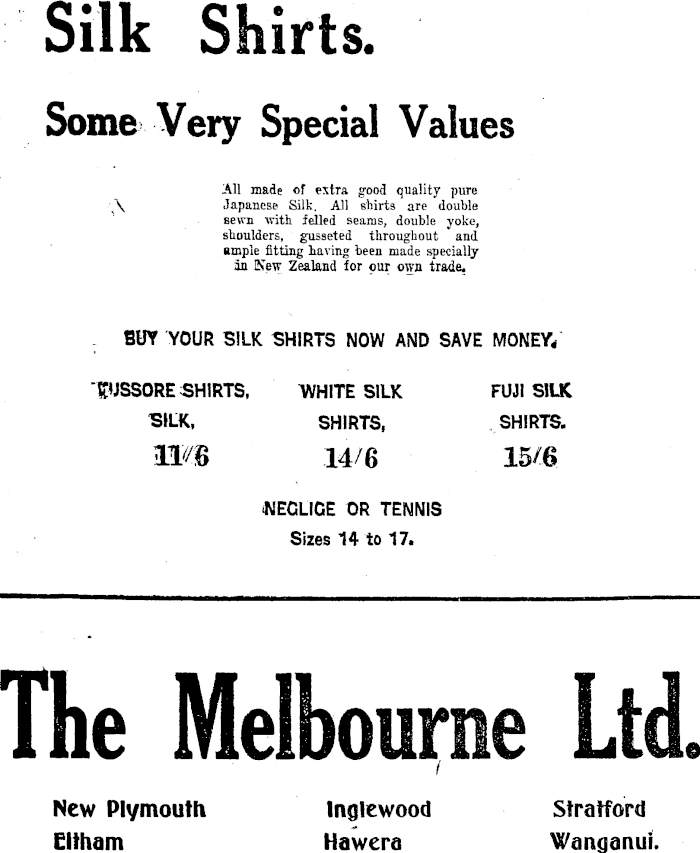 Silk Shirts.
Some Very Special Values
All made of extra good quality pure
Japanese Silk. All shirts are double
sewn with felled seams, double yoke,
shoulders, gusseted throughout and
ample fitting having been made specially
in New Zealand for our own trade.
BUY YOUR SILK SHIRTS NOW AND SAVE MONEY.
TUSSORE SHIRTS, WHITE SILK FUJI SILK
SILK, SHIRTS, SHIRTS.
11/6 14/6 15/6
NEGLIGE OR TENNIS
Sizes 14 to 17.
The Melbourne Ltd.
New Plymouth Inglewood Stratford
Eltham Hawera Wanganui.